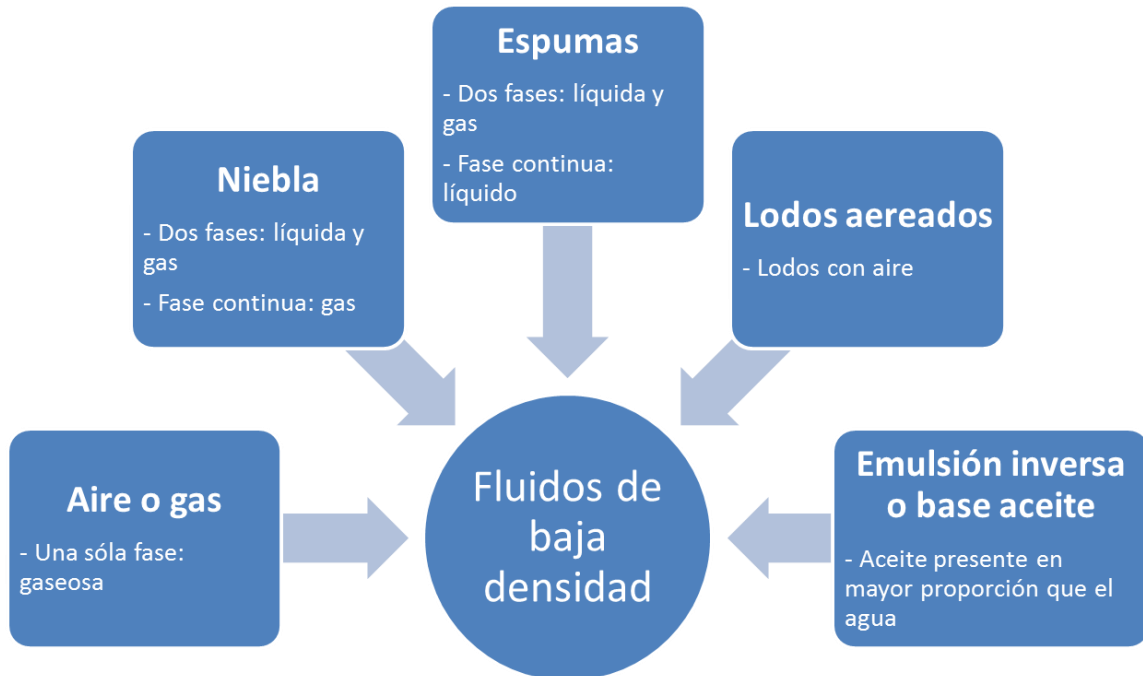 Espumas
- Dos fases: líquida y
gas
- Fase continua:
líquido
Niebla
- Dos fases: líquida y
gas
- Fase continua: gas
Lodos aereados
- Lodos con aire
Aire o gas
- Una sóla fase:
gaseosa
Fluidos de
baja
densidad
Emulsión inversa
o base aceite
- Aceite presente en
mayor proporción que el
agua